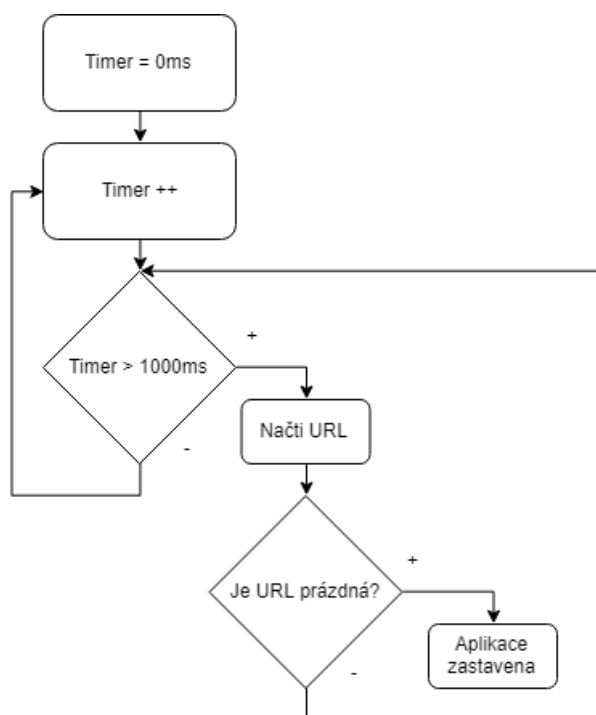 Timer = 0ms
Timer ++
+
Timer > 1000ms
Načti URL
-
+
Je URL prázdná?
Aplikace
zastavena
-